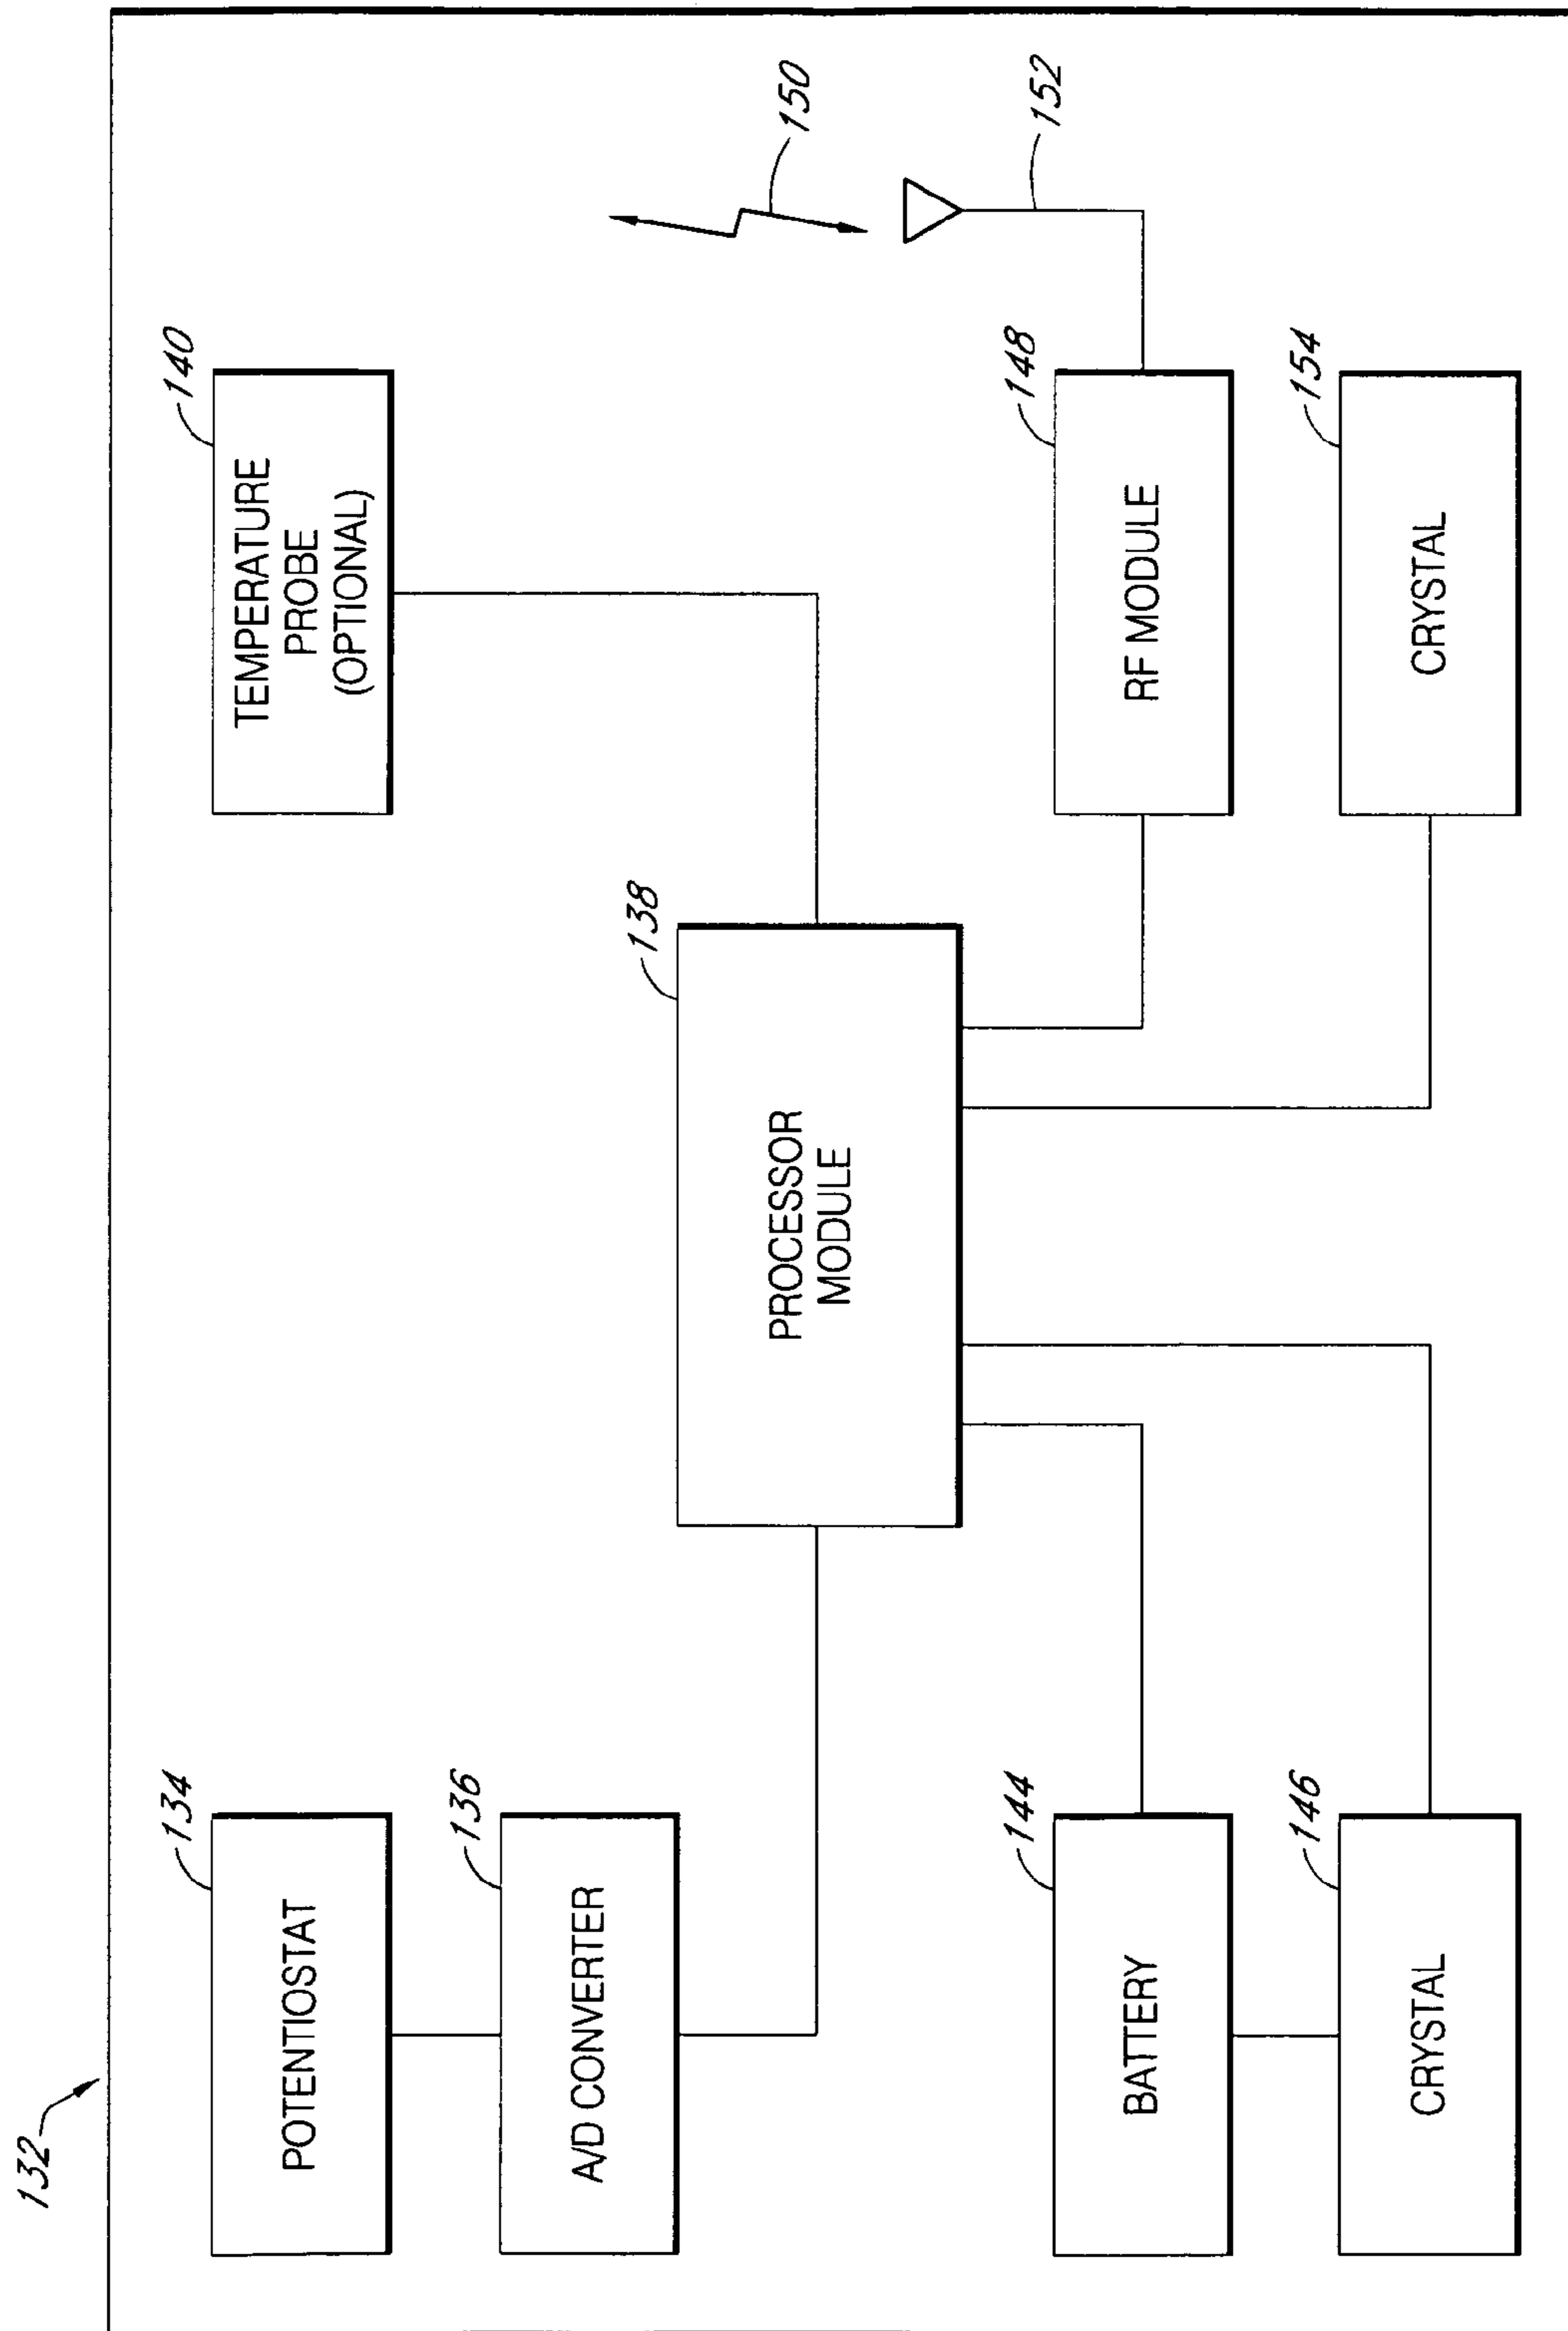 132
134
POTENTIOSTAT
136
A/D CONVERTER
138
PROCESSOR
MODULE
140
TEMPERATURE
PROBE
(OPTIONAL)
150
152
144
BATTERY
146
CRYSTAL
148
RF MODULE
154
CRYSTAL